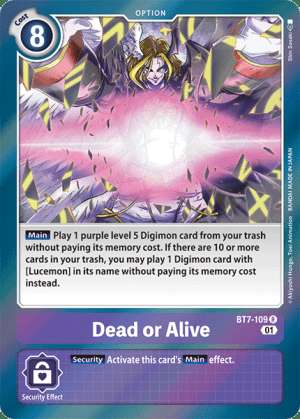 OPTION
Cost
8
Main Play 1 purple level 5 Digimon card from your trash
without paying its memory cost. If there are 10 or more
cards in your trash, you may play 1 Digimon card with
[Lucemon] in its name without paying its memory cost
instead.
BT7-109 R
Dead or Alive
01
Security Activate this card's Main effect.
Security Effect